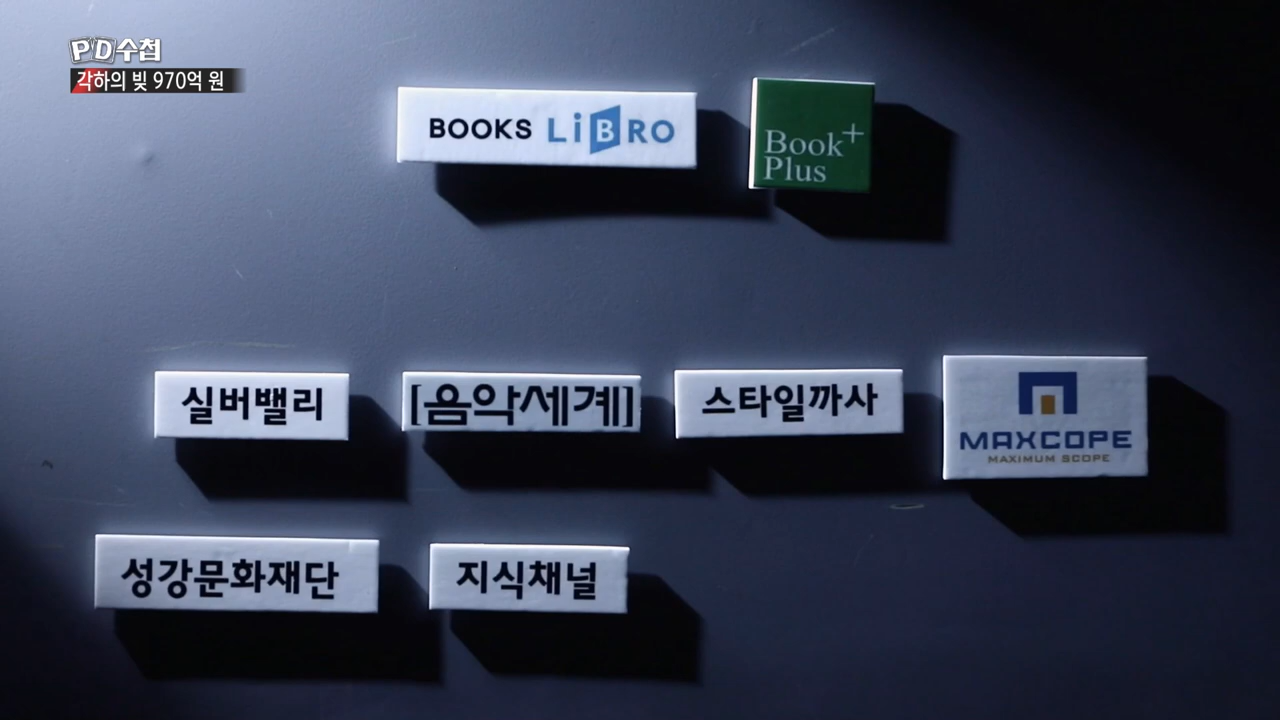 PD수첩
각하의 빚 970억 원
BOOKS LiBRO
Book+
Plus
실버밸리
[음악세계]
스타일까사
MAXCOPE
MAXIMUM SCOPE
성강문화재단
지식채널